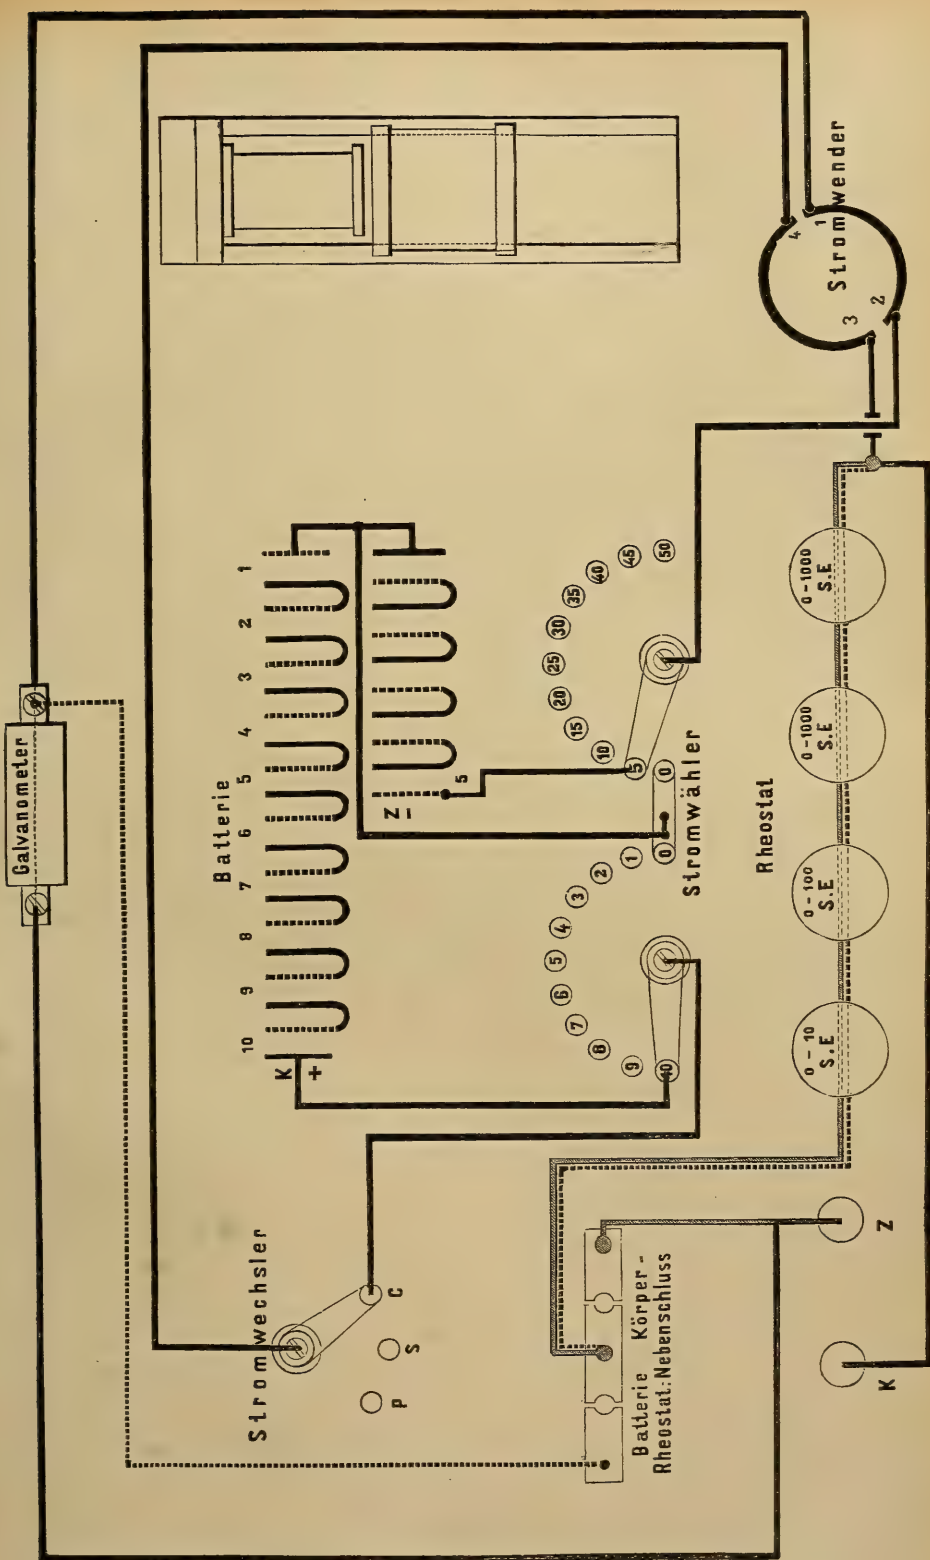 Galvanometer
Batterie
10 9 8 7 6 5 4 3 2 1
K
+
Z
–
5
Stromwechsler
P
S
C
10 9 8 7 6 5 4 3 2 1 0
0 5 10 15 20 25 30 35 40 45 50
Stromwähler
Stromwender
4
1
3
2
Batterie Körper-
Rheostat:Nebenschluss
Rheostat
0-10
S.E
0-100
S.E
0-1000
S.E
0-1000
S.E
K
Z